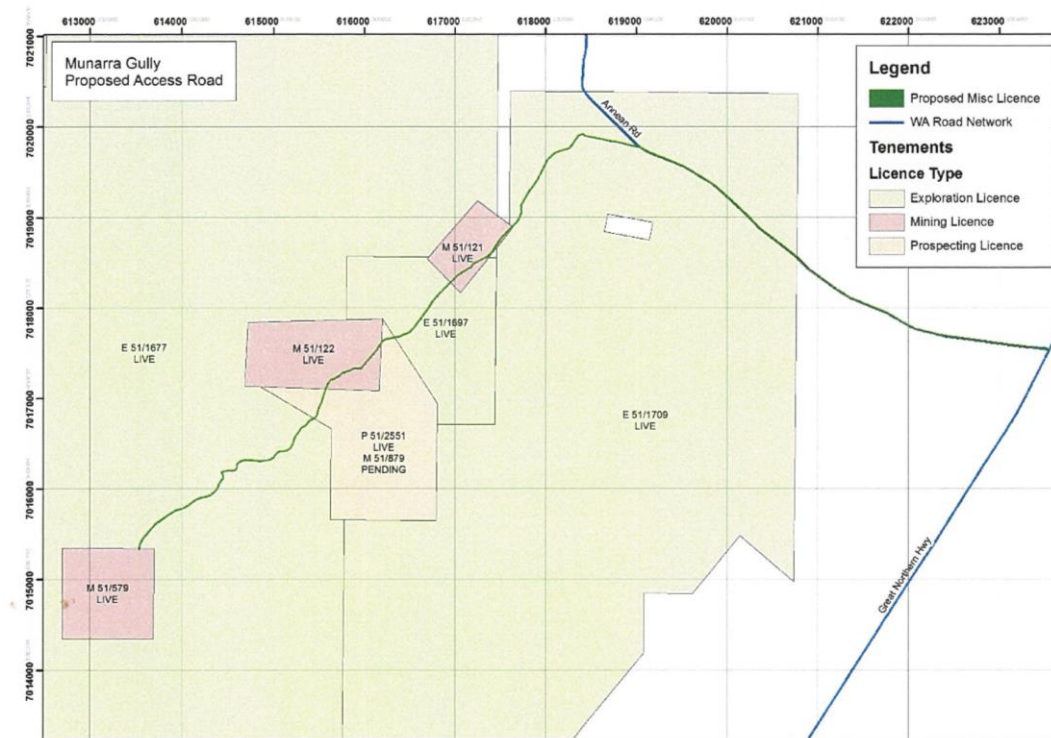 613000
614000
615000
616000
617000
618000
619000
620000
621000
622000
623000
7021000
7020000
7019000
7018000
7017000
7016000
7015000
7014000
Munarra Gully
Proposed Access Road
Annean Rd
Legend
Proposed Misc Licence
WA Road Network
Tenements
Licence Type
Exploration Licence
Mining Licence
Prospecting Licence
M 51/121
LIVE
E 51/1697
LIVE
E 51/1677
LIVE
M 51/122
LIVE
E 51/1709
LIVE
P 51/2551
LIVE
M 51/879
PENDING
M 51/579
LIVE
Great Northern Hwy